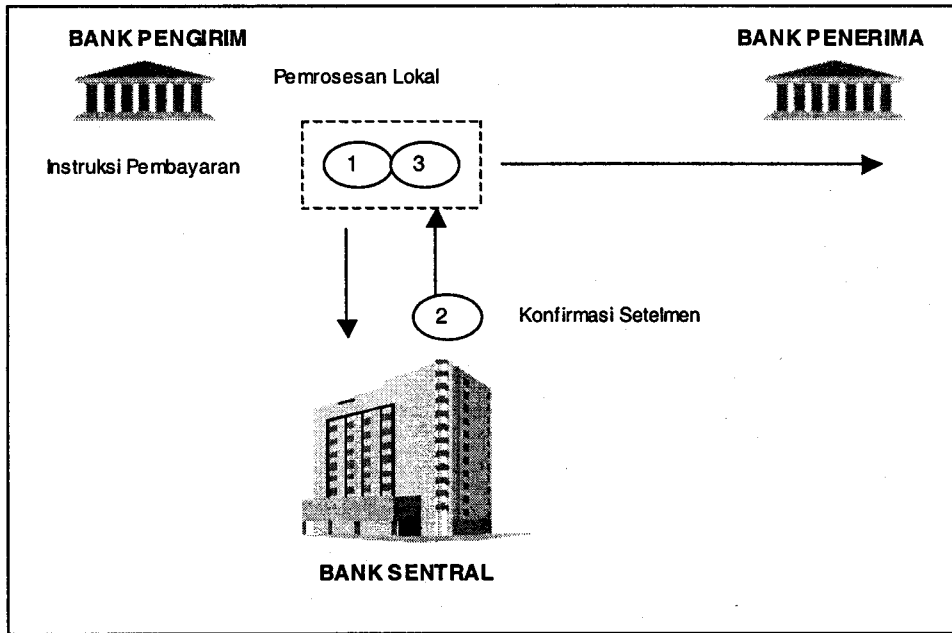 BANK PENGIRIM
BANK PENERIMA
Pemrosesan Lokal
Instruksi Pembayaran
1
3
2
Konfirmasi Setelmen
BANK SENTRAL